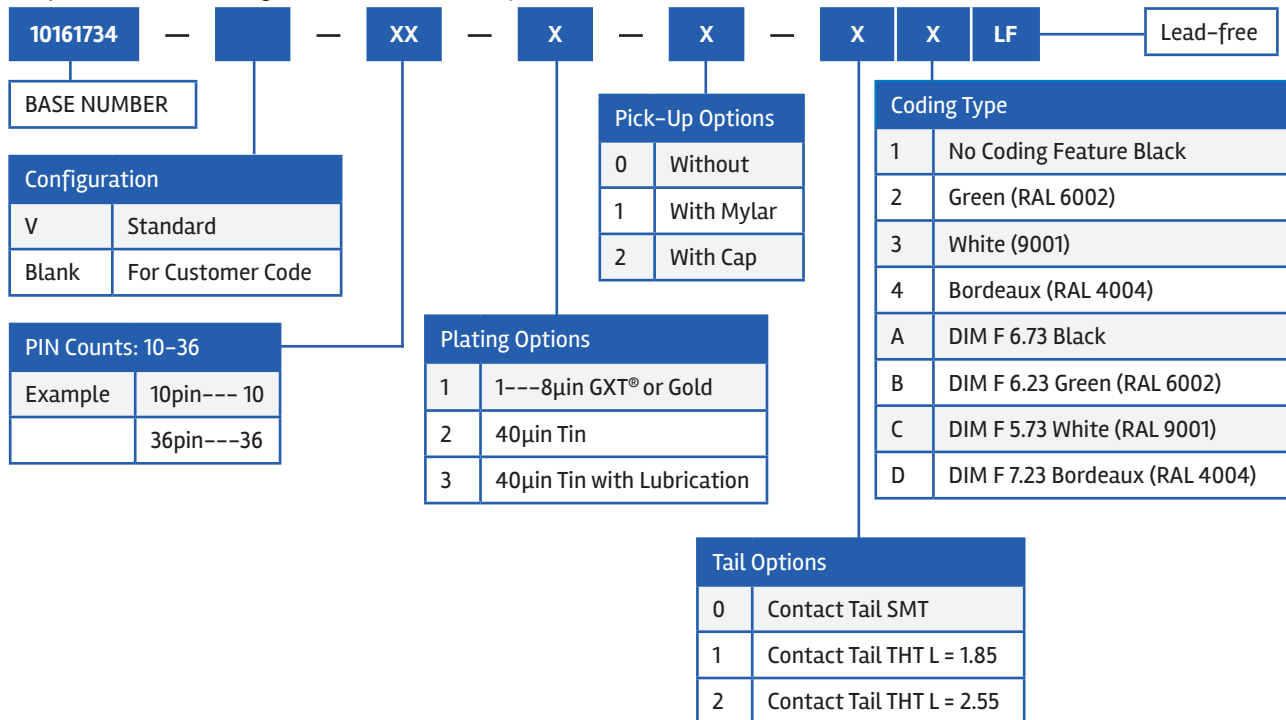 10161734 — — XX — X — X — X X LF Lead-free
BASE NUMBER
Configuration
V Standard
Blank For Customer Code
PIN Counts: 10-36
Example 10pin--- 10
36pin---36
Plating Options
1 1---8µin GXT® or Gold
2 40µin Tin
3 40µin Tin with Lubrication
Pick-Up Options
0 Without
1 With Mylar
2 With Cap
Coding Type
1 No Coding Feature Black
2 Green (RAL 6002)
3 White (9001)
4 Bordeaux (RAL 4004)
A DIM F 6.73 Black
B DIM F 6.23 Green (RAL 6002)
C DIM F 5.73 White (RAL 9001)
D DIM F 7.23 Bordeaux (RAL 4004)
Tail Options
0 Contact Tail SMT
1 Contact Tail THT L = 1.85
2 Contact Tail THT L = 2.55